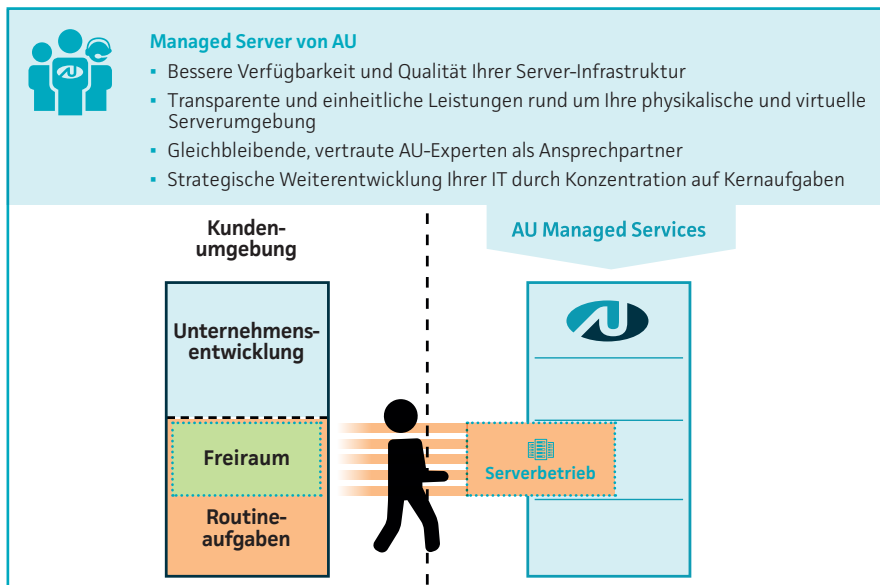 Managed Server von AU
▪ Bessere Verfügbarkeit und Qualität Ihrer Server-Infrastruktur
▪ Transparente und einheitliche Leistungen rund um Ihre physikalische und virtuelle
Serverumgebung
▪ Gleichbleibende, vertraute AU-Experten als Ansprechpartner
▪ Strategische Weiterentwicklung Ihrer IT durch Konzentration auf Kernaufgaben
Kunden-
umgebung
AU Managed Services
Unternehmens-
entwicklung
AU
Freiraum
Serverbetrieb
Routine-
aufgaben